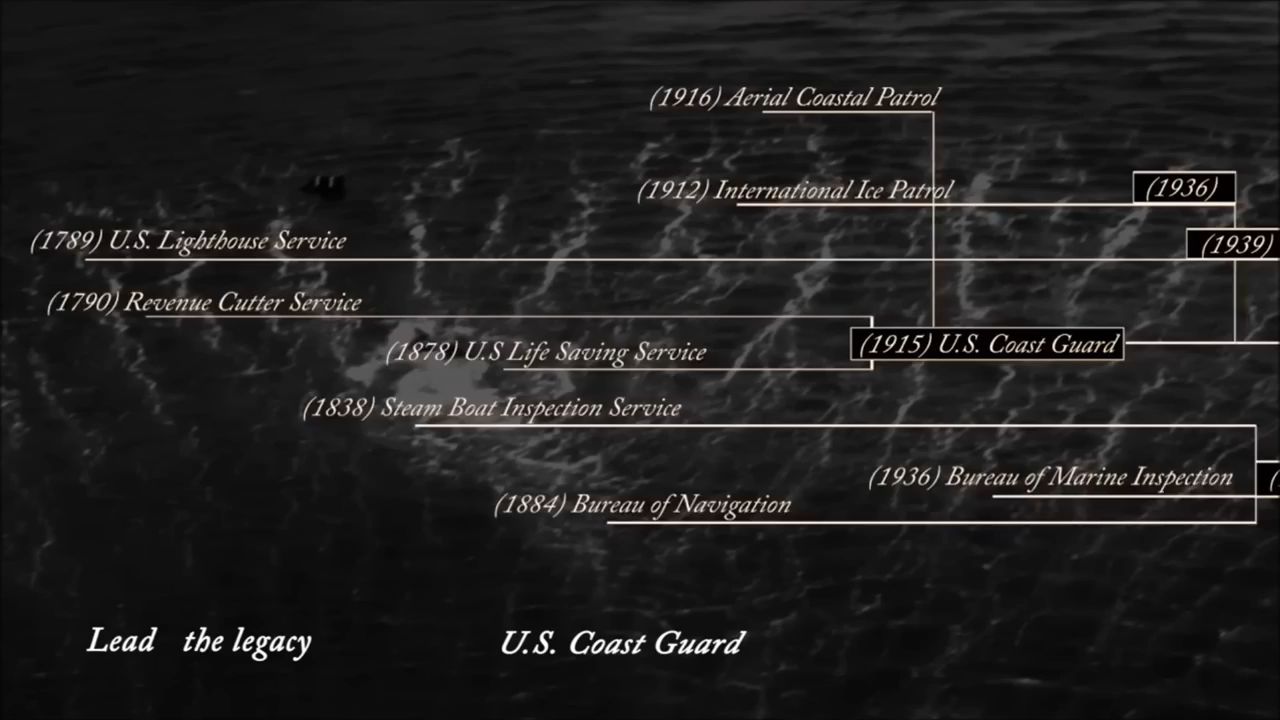 (1916) Aerial Coastal Patrol
(1912) International Ice Patrol
(1936)
(1789) U.S. Lighthouse Service
(1939)
(1790) Revenue Cutter Service
(1915) U.S. Coast Guard
(1878) U.S Life Saving Service
(1838) Steam Boat Inspection Service
(1936) Bureau of Marine Inspection
(1884) Bureau of Navigation
Lead the legacy
U.S. Coast Guard